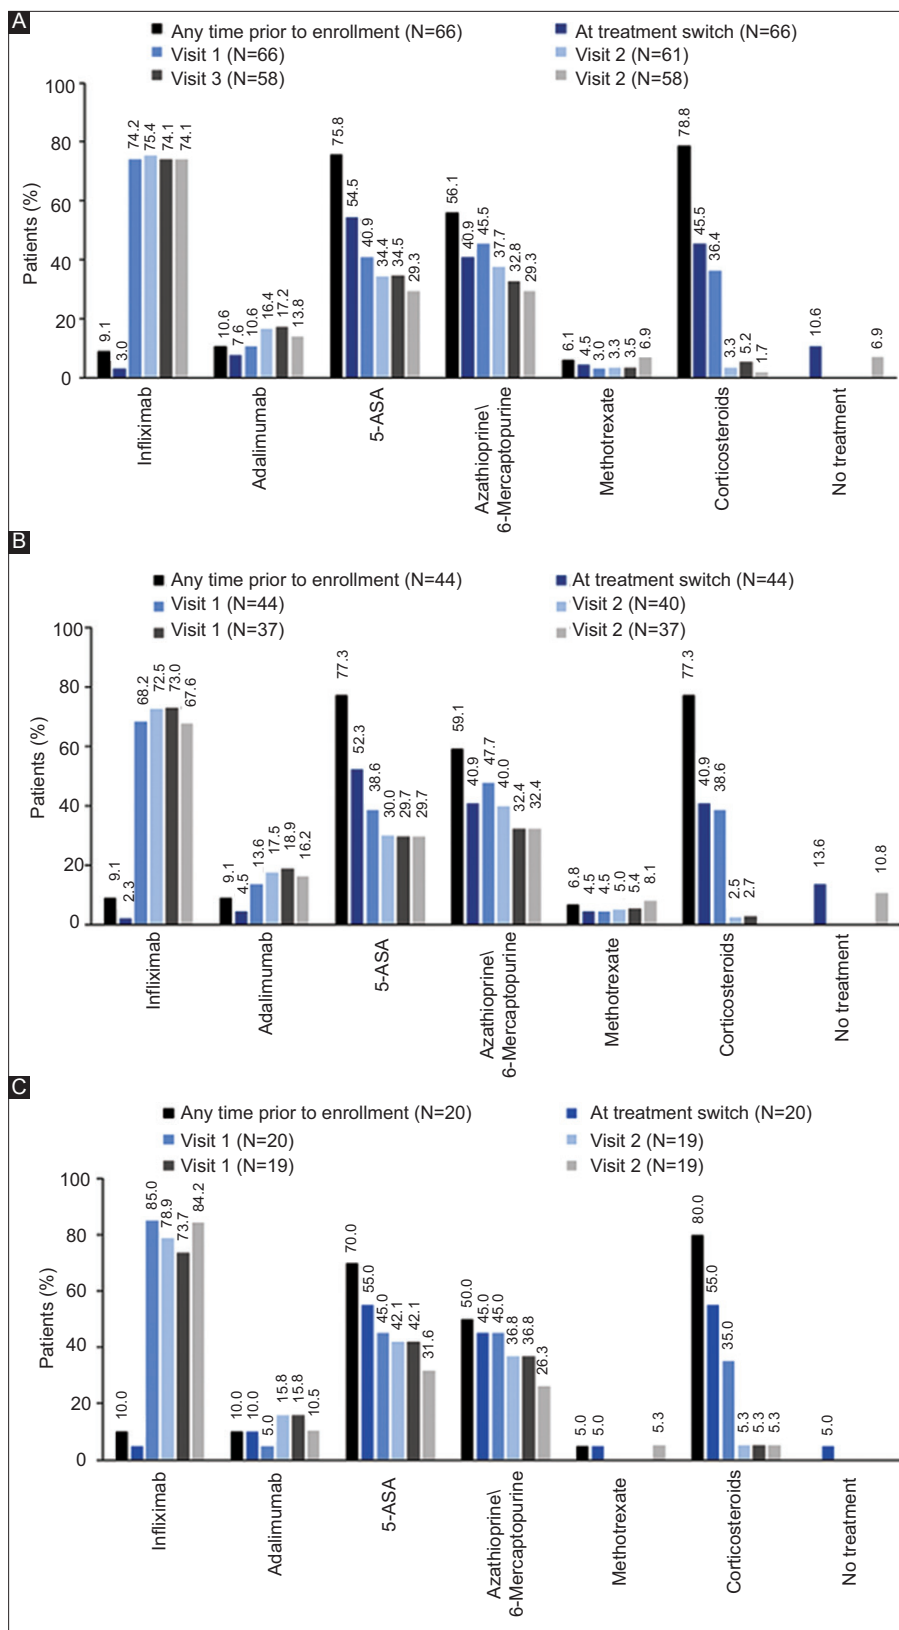 A
Any time prior to enrollment (N=66)
At treatment switch (N=66)
Visit 1 (N=66)
Visit 2 (N=61)
Visit 3 (N=58)
Visit 2 (N=58)
Patients (%)
100
80
60
40
20
0
9.1 3.0 74.2 75.4 74.1 74.1
10.6 7.6 10.6 16.4 17.2 13.8
75.8 54.5 40.9 34.4 34.5 29.3
56.1 40.9 45.5 37.7 32.8 29.3
6.1 4.5 3.0 3.3 3.5 6.9
78.8 45.5 36.4 3.3 5.2 1.7
10.6 6.9
Infliximab
Adalimumab
5-ASA
Azathioprine\
6-Mercaptopurine
Methotrexate
Corticosteroids
No treatment
B
Any time prior to enrollment (N=44)
At treatment switch (N=44)
Visit 1 (N=44)
Visit 2 (N=40)
Visit 1 (N=37)
Visit 2 (N=37)
Patients (%)
100
80
60
40
20
0
9.1 2.3 68.2 72.5 73.0 67.6
9.1 4.5 13.6 17.5 18.9 16.2
77.3 52.3 38.6 30.0 29.7 29.7
59.1 40.9 47.7 40.0 32.4 32.4
6.8 4.5 4.5 5.0 5.4 8.1
77.3 40.9 38.6 2.5 2.7
13.6 10.8
Infliximab
Adalimumab
5-ASA
Azathioprine\
6-Mercaptopurine
Methotrexate
Corticosteroids
No treatment
C
Any time prior to enrollment (N=20)
At treatment switch (N=20)
Visit 1 (N=20)
Visit 2 (N=19)
Visit 1 (N=19)
Visit 2 (N=19)
Patients (%)
100
80
60
40
20
0
10.0 85.0 78.9 73.7 84.2
10.0 10.0 5.0 15.8 15.8 10.5
70.0 55.0 45.0 42.1 42.1 31.6
50.0 45.0 45.0 36.8 36.8 26.3
5.0 5.0 5.3
80.0 55.0 35.0 5.3 5.3 5.3
5.0
Infliximab
Adalimumab
5-ASA
Azathioprine\
6-Mercaptopurine
Methotrexate
Corticosteroids
No treatment